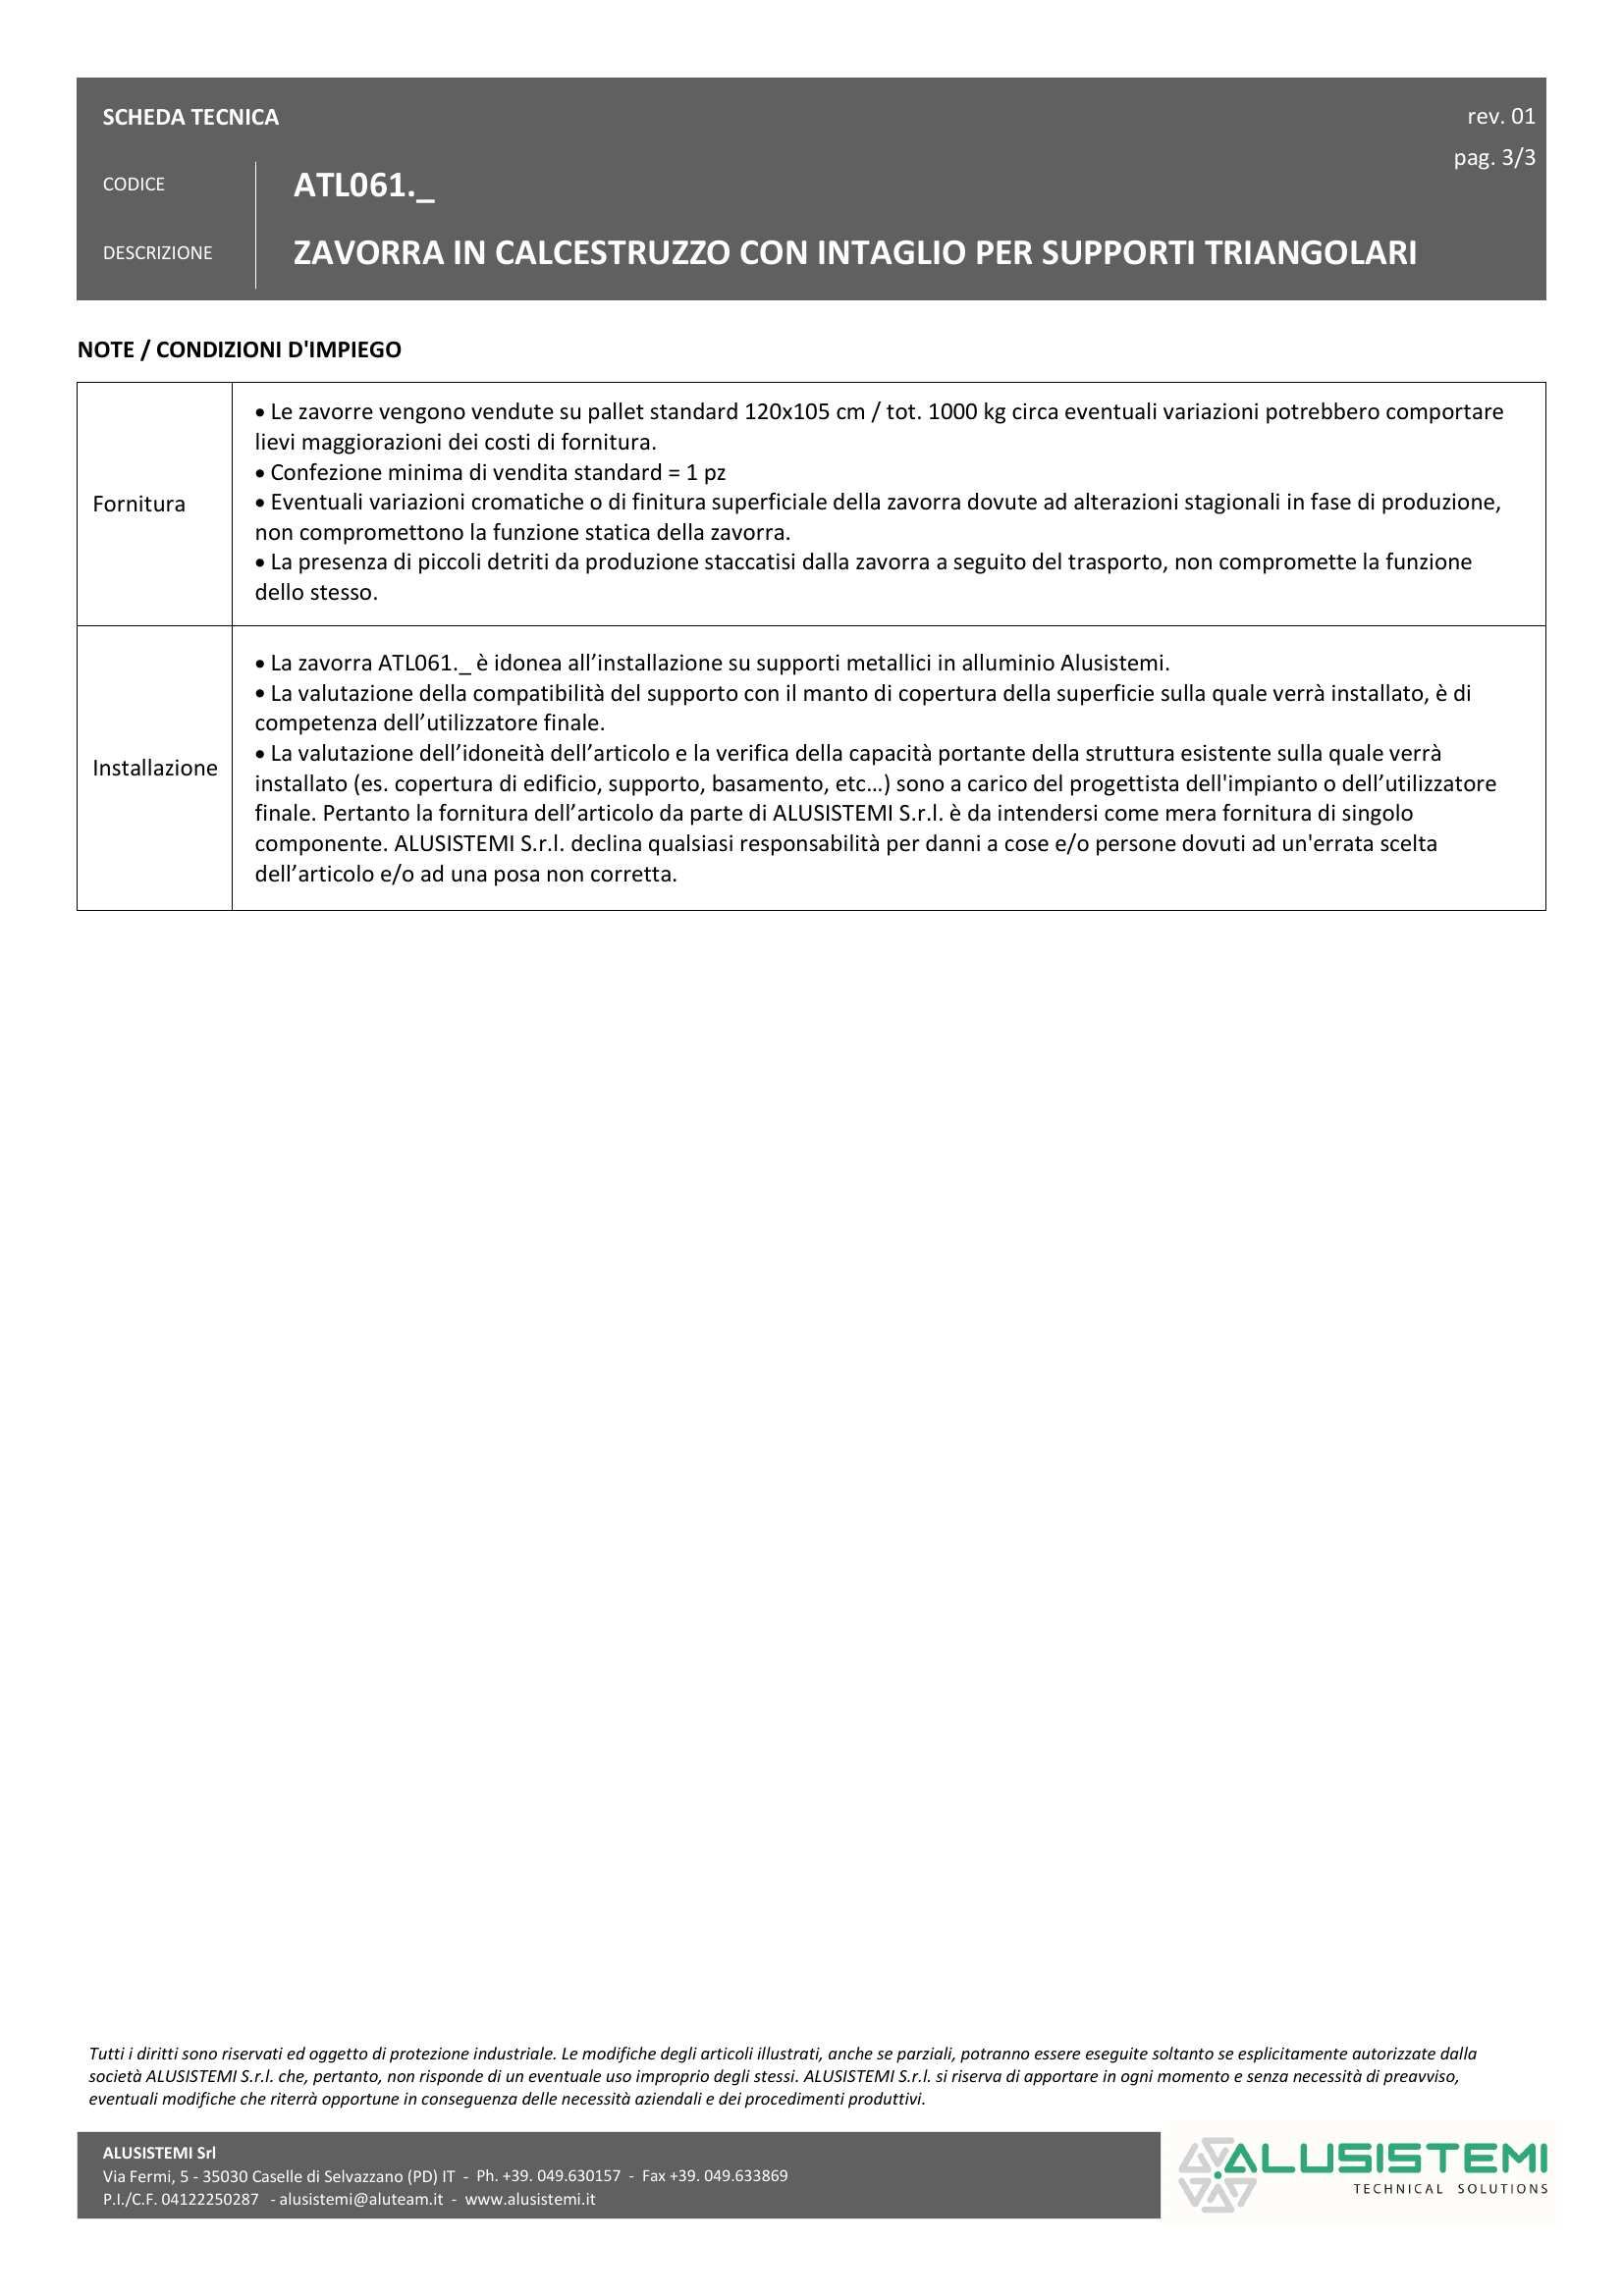 SCHEDA TECNICA
rev. 01
pag. 3/3
CODICE
ATL061._
DESCRIZIONE
ZAVORRA IN CALCESTRUZZO CON INTAGLIO PER SUPPORTI TRIANGOLARI
NOTE / CONDIZIONI D'IMPIEGO
Fornitura
• Le zavorre vengono vendute su pallet standard 120x105 cm / tot. 1000 kg circa eventuali variazioni potrebbero comportare
lievi maggiorazioni dei costi di fornitura.
• Confezione minima di vendita standard = 1 pz
• Eventuali variazioni cromatiche o di finitura superficiale della zavorra dovute ad alterazioni stagionali in fase di produzione,
non compromettono la funzione statica della zavorra.
• La presenza di piccoli detriti da produzione staccatisi dalla zavorra a seguito del trasporto, non compromette la funzione
dello stesso.
Installazione
• La zavorra ATL061._ è idonea all’installazione su supporti metallici in alluminio Alusistemi.
• La valutazione della compatibilità del supporto con il manto di copertura della superficie sulla quale verrà installato, è di
competenza dell’utilizzatore finale.
• La valutazione dell’idoneità dell’articolo e la verifica della capacità portante della struttura esistente sulla quale verrà
installato (es. copertura di edificio, supporto, basamento, etc…) sono a carico del progettista dell'impianto o dell’utilizzatore
finale. Pertanto la fornitura dell’articolo da parte di ALUSISTEMI S.r.l. è da intendersi come mera fornitura di singolo
componente. ALUSISTEMI S.r.l. declina qualsiasi responsabilità per danni a cose e/o persone dovuti ad un'errata scelta
dell’articolo e/o ad una posa non corretta.
Tutti i diritti sono riservati ed oggetto di protezione industriale. Le modifiche degli articoli illustrati, anche se parziali, potranno essere eseguite soltanto se esplicitamente autorizzate dalla
società ALUSISTEMI S.r.l. che, pertanto, non risponde di un eventuale uso improprio degli stessi. ALUSISTEMI S.r.l. si riserva di apportare in ogni momento e senza necessità di preavviso,
eventuali modifiche che riterrà opportune in conseguenza delle necessità aziendali e dei procedimenti produttivi.
ALUSISTEMI Srl
Via Fermi, 5 - 35030 Caselle di Selvazzano (PD) IT - Ph. +39. 049.630157 - Fax +39. 049.633869
P.I./C.F. 04122250287 - alusistemi@aluteam.it - www.alusistemi.it
ALUSISTEMI
TECHNICAL SOLUTIONS